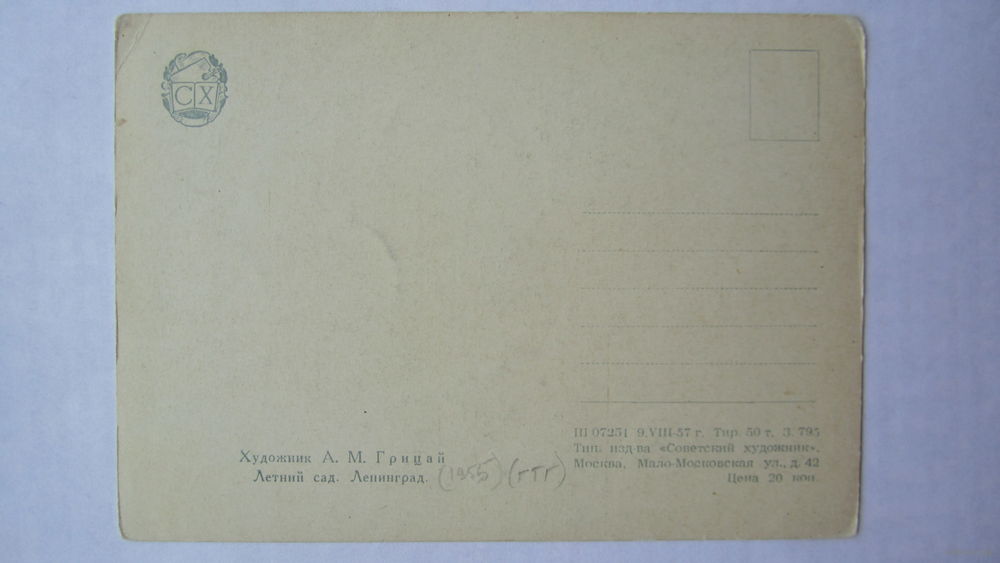 СХ
Художник А. М. Грицай
Летний сад. Ленинград. (1955) (ГТГ)
Ш 07251 9.VIII-57 г. Тир. 50 т. З. 795
Тип. изд-ва «Советский художник».
Москва, Мало-Московская ул., д. 42
Цена 20 коп.